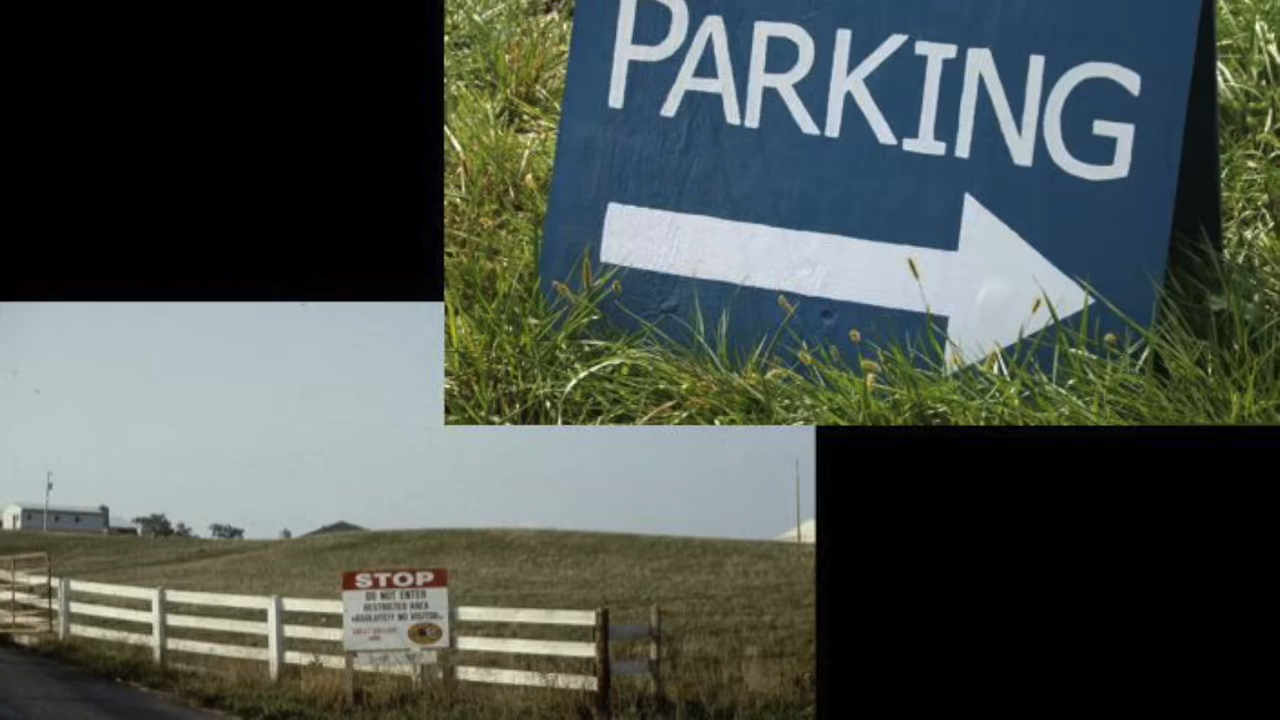 PARKING
STOP
DO NOT ENTER
RESTRICTED AREA
ABSOLUTELY NO VISITORS